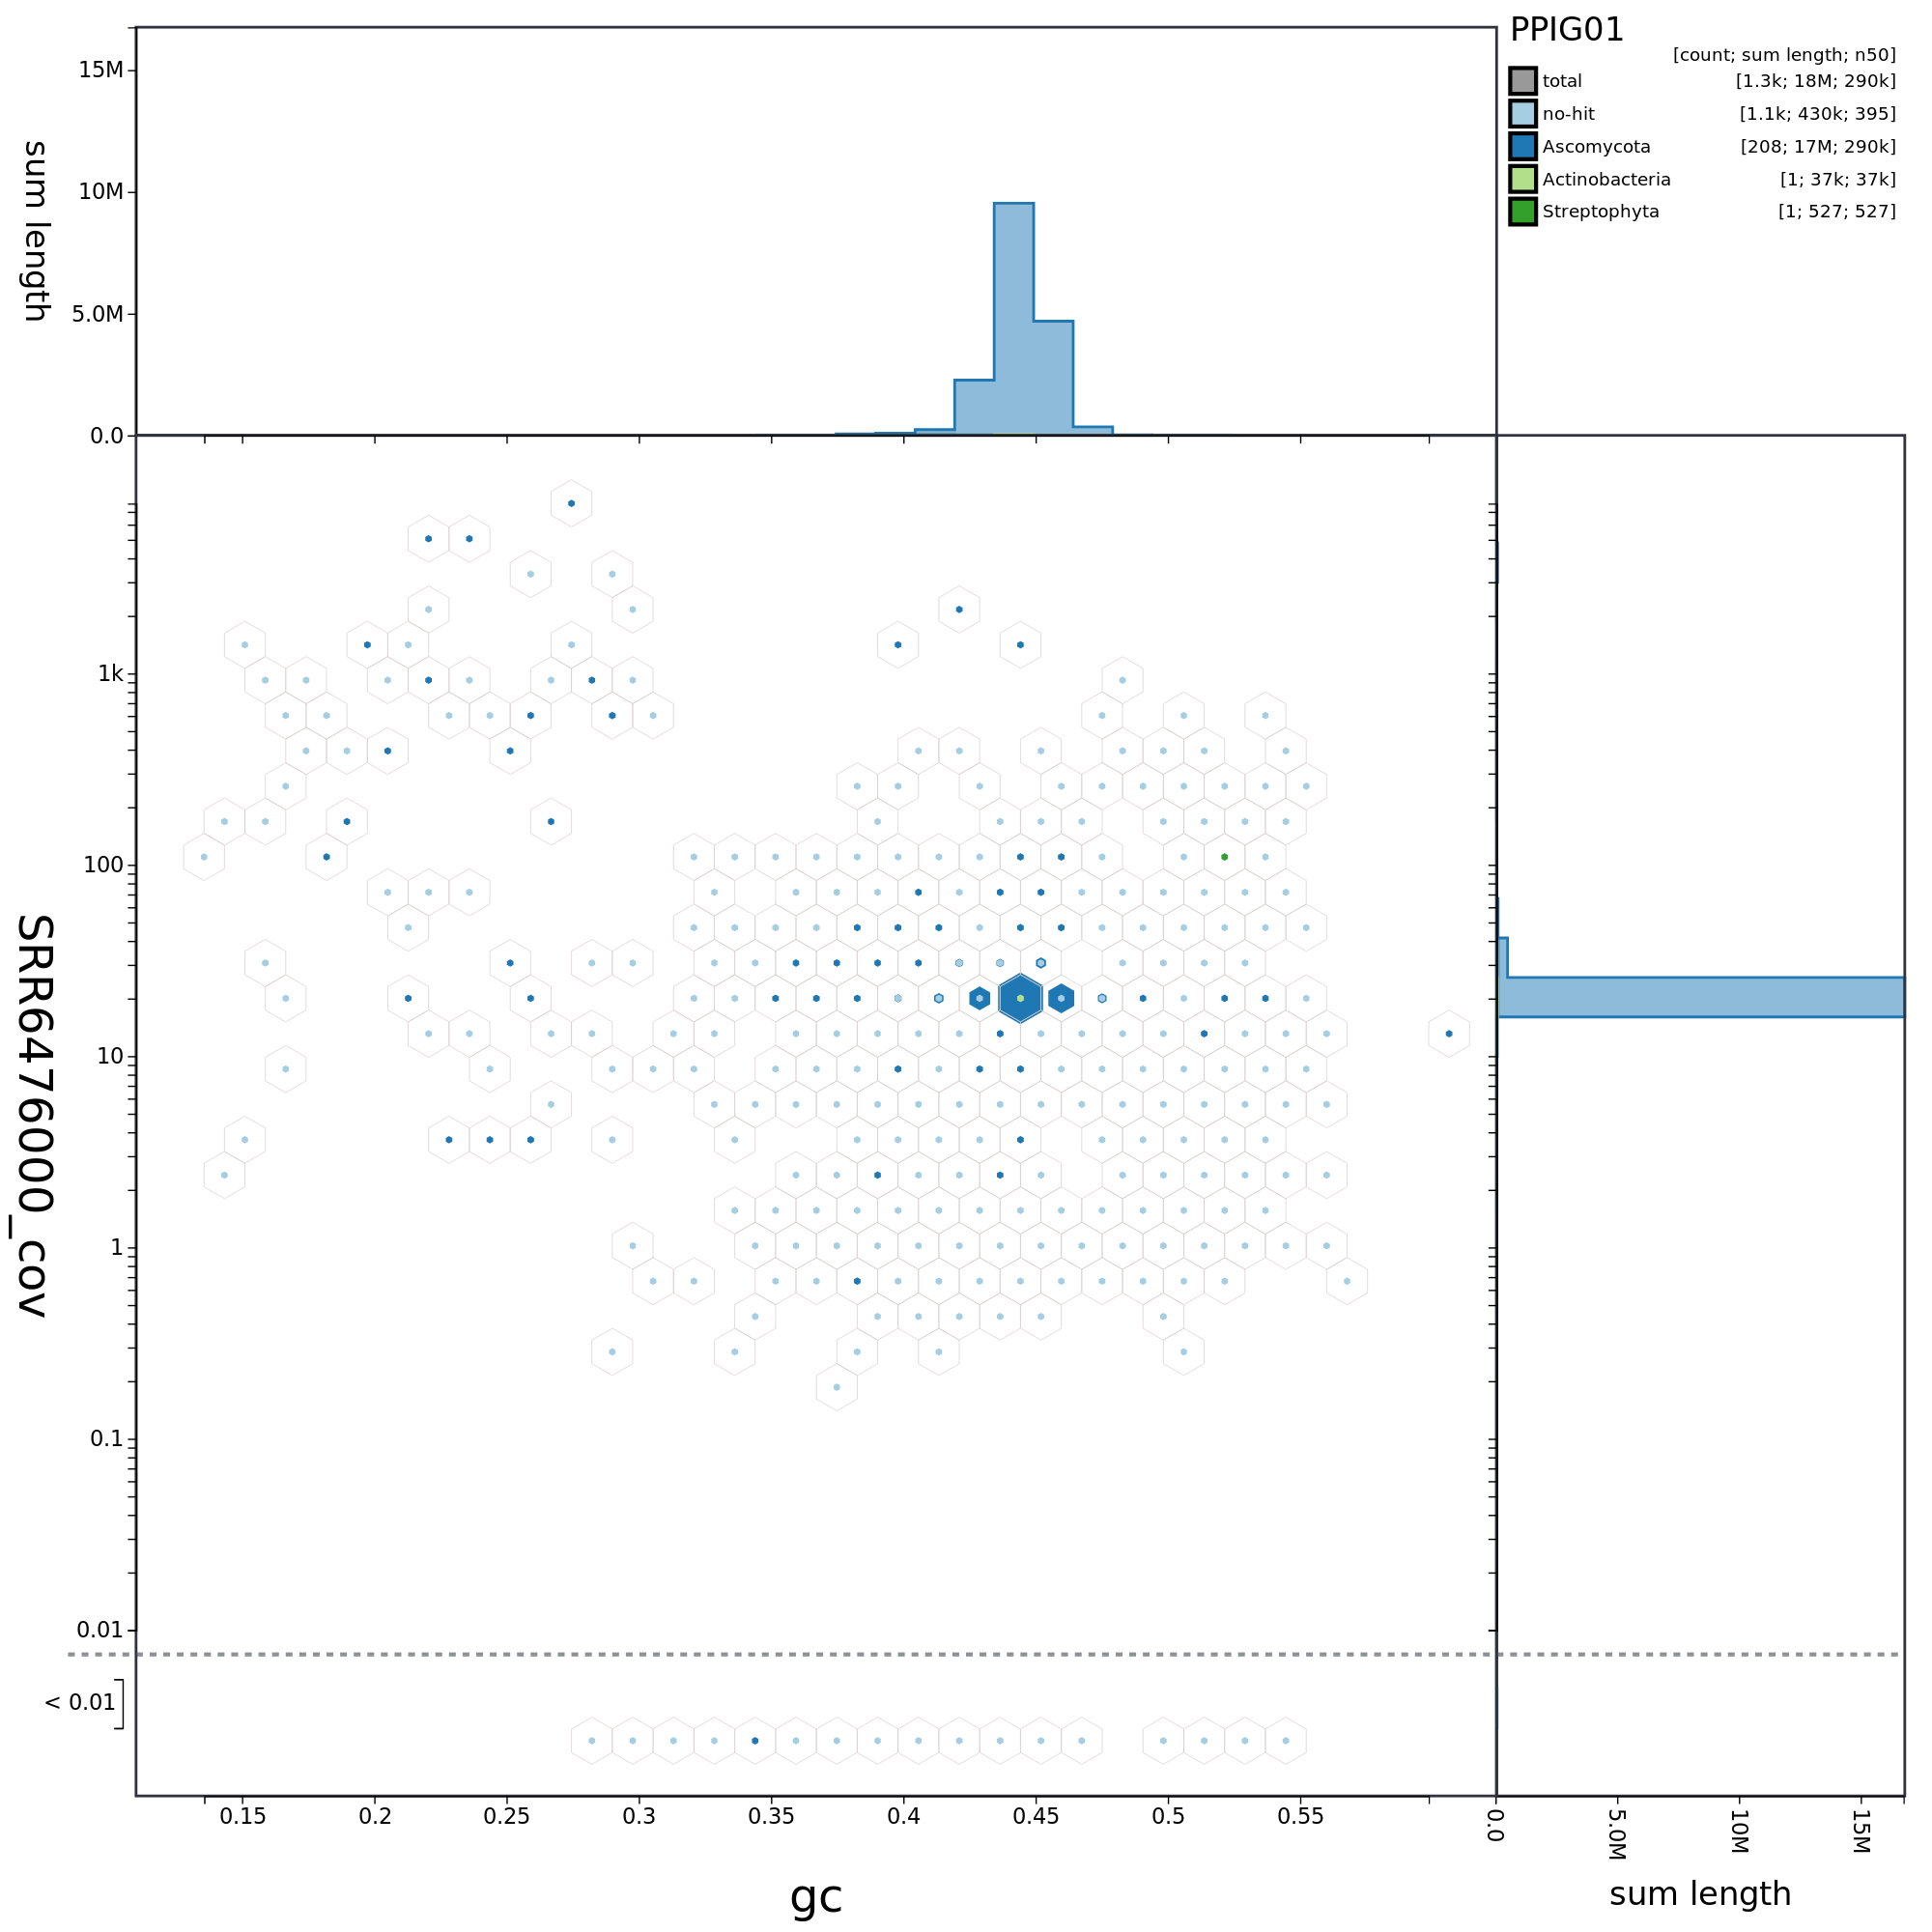 PPIG01
[count; sum length; n50]
total [1.3k; 18M; 290k]
no-hit [1.1k; 430k; 395]
Ascomycota [208; 17M; 290k]
Actinobacteria [1; 37k; 37k]
Streptophyta [1; 527; 527]
sum length
15M
10M
5.0M
0.0
SRR6476000_cov
1k
100
10
1
0.1
0.01
< 0.01
0.15 0.2 0.25 0.3 0.35 0.4 0.45 0.5 0.55
gc
0.0 5.0M 10M 15M
sum length